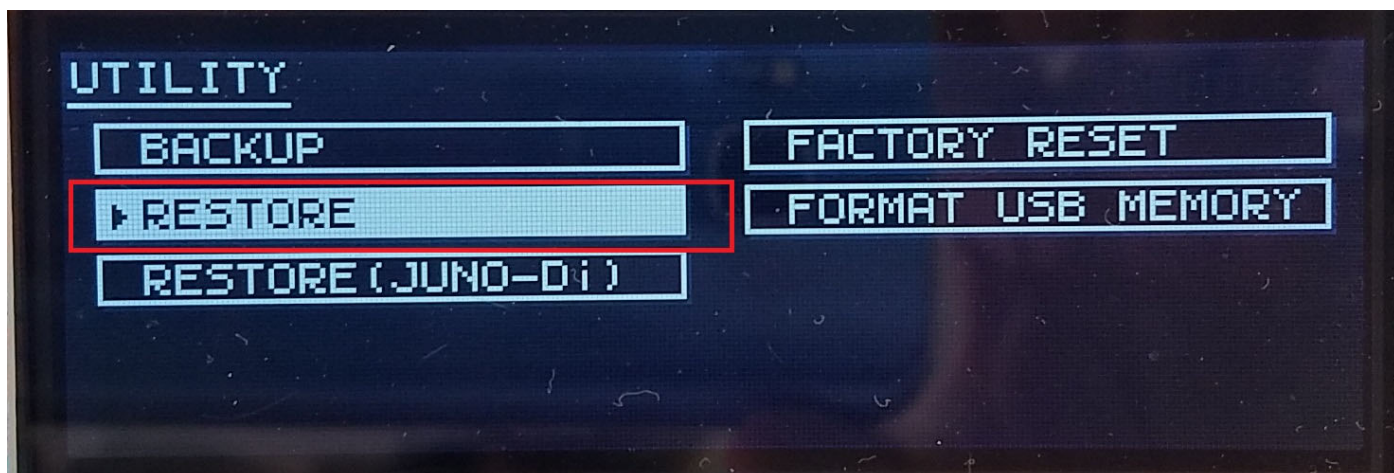 UTILITY
BACKUP
RESTORE
RESTORE(JUNO-Di)
FACTORY RESET
FORMAT USB MEMORY